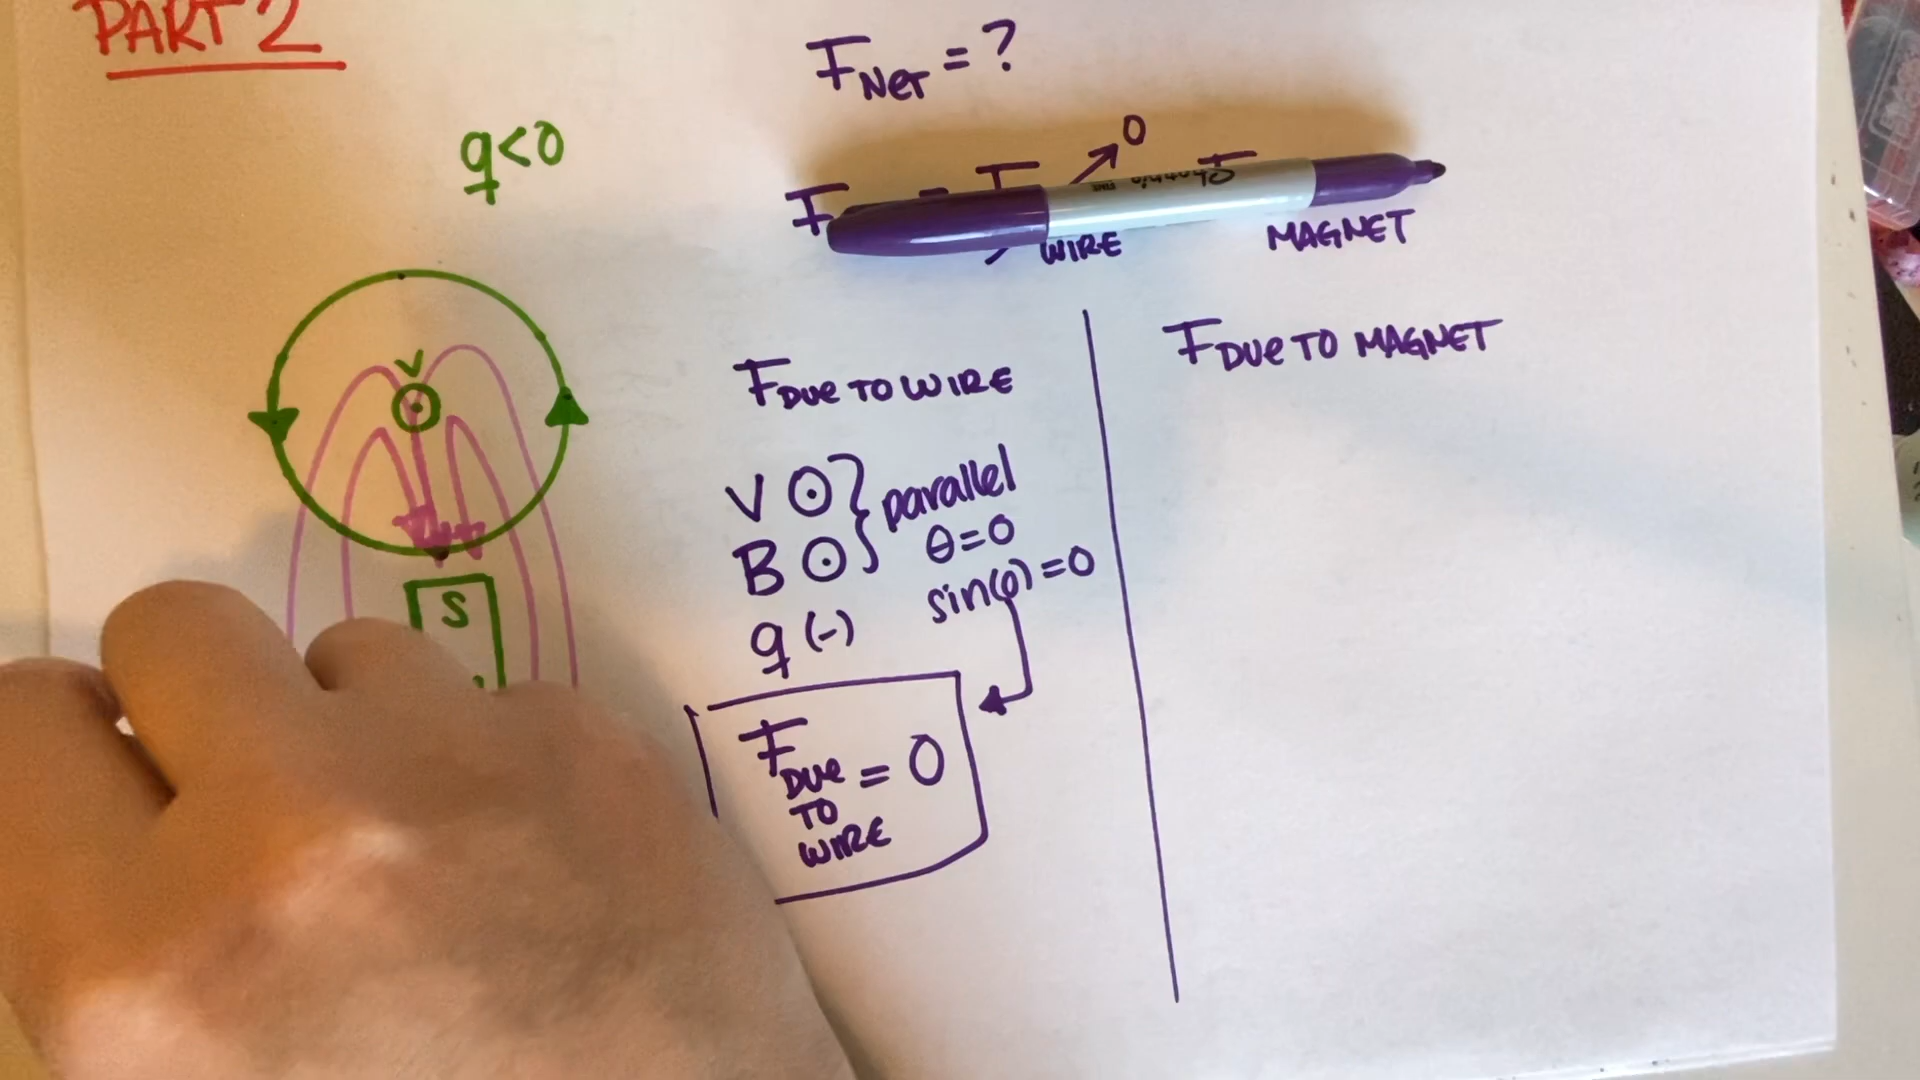 PART 2
FNet = ?
q<0
0
F = F
WIRE
MAGNET
V
FDUE TO WIRE
FDUE TO MAGNET
V ⊙ } parallel
B ⊙ θ=0
q (-) sin(θ)=0
S
F DUE TO WIRE = 0